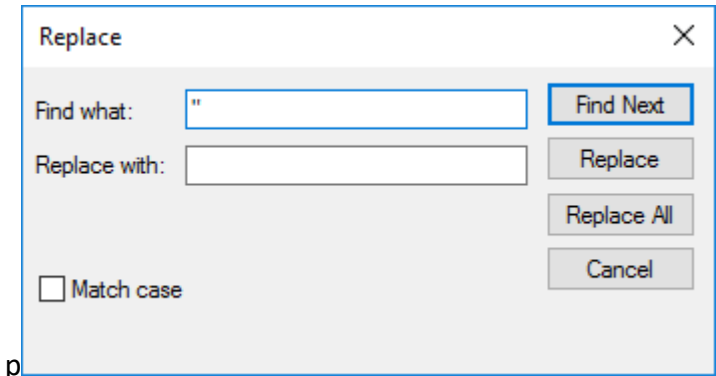 Replace
Find what: "
Find Next
Replace with:
Replace
Replace All
Cancel
Match case
p